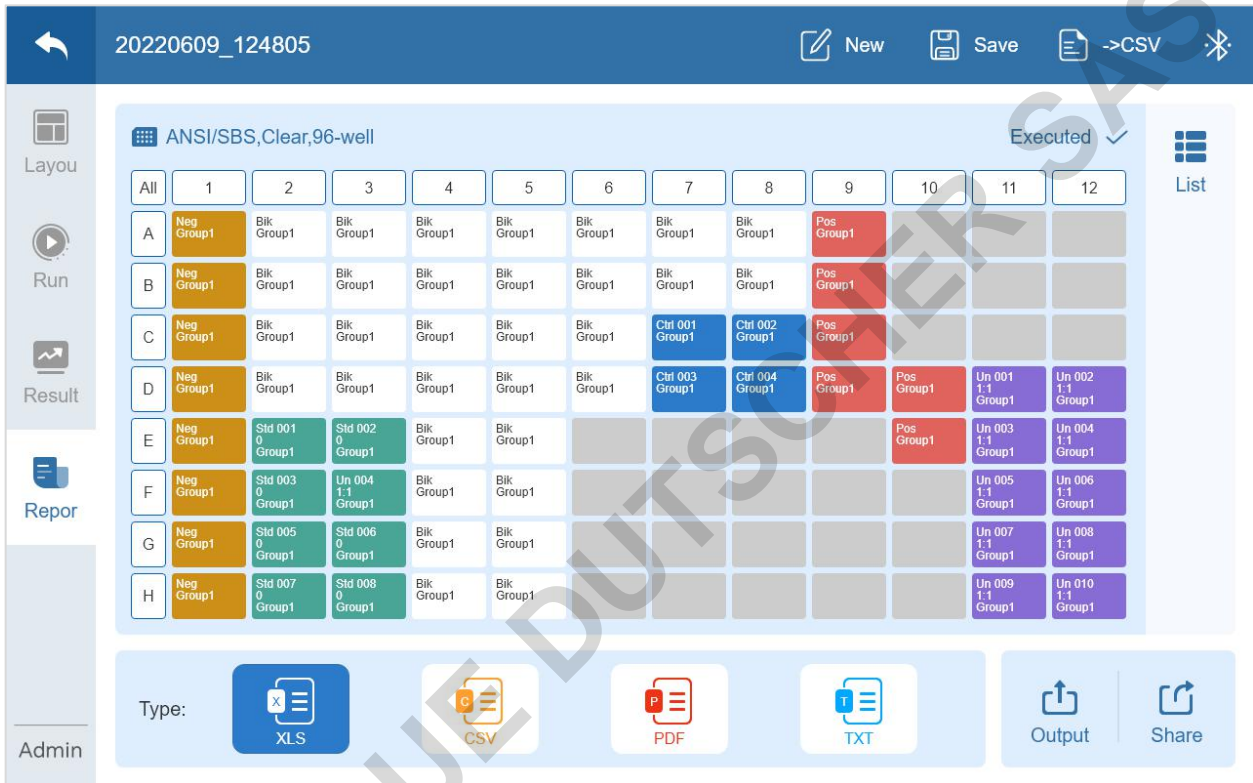 20220609_124805 New Save ->CSV
Layou
Run
Result
Repor
Admin
ANSI/SBS,Clear,96-well Executed
List
All 1 2 3 4 5 6 7 8 9 10 11 12
A Neg Bik Bik Bik Bik Bik Bik Bik Pos
Group1 Group1 Group1 Group1 Group1 Group1 Group1 Group1 Group1
B Neg Bik Bik Bik Bik Bik Bik Bik Pos
Group1 Group1 Group1 Group1 Group1 Group1 Group1 Group1 Group1
C Neg Bik Bik Bik Bik Bik Ctrl 001 Ctrl 002 Pos
Group1 Group1 Group1 Group1 Group1 Group1 Group1 Group1 Group1
D Neg Bik Bik Bik Bik Bik Ctrl 003 Ctrl 004 Pos Pos Un 001 Un 002
1:1 1:1
Group1 Group1 Group1 Group1 Group1 Group1 Group1 Group1 Group1 Group1 Group1 Group1
E Neg Std 001 Std 002 Bik Bik Pos Un 003 Un 004
0 0 1:1 1:1
Group1 Group1 Group1 Group1 Group1 Group1 Group1 Group1
F Neg Std 003 Un 004 Bik Bik Un 005 Un 006
0 1:1 1:1 1:1
Group1 Group1 Group1 Group1 Group1 Group1 Group1
G Neg Std 005 Std 006 Bik Bik Un 007 Un 008
0 0 1:1 1:1
Group1 Group1 Group1 Group1 Group1 Group1 Group1
H Neg Std 007 Std 008 Bik Bik Un 009 Un 010
0 0 1:1 1:1
Group1 Group1 Group1 Group1 Group1 Group1 Group1
Type: XLS CSV PDF TXT
Output Share
UE DUTSCHER SAS